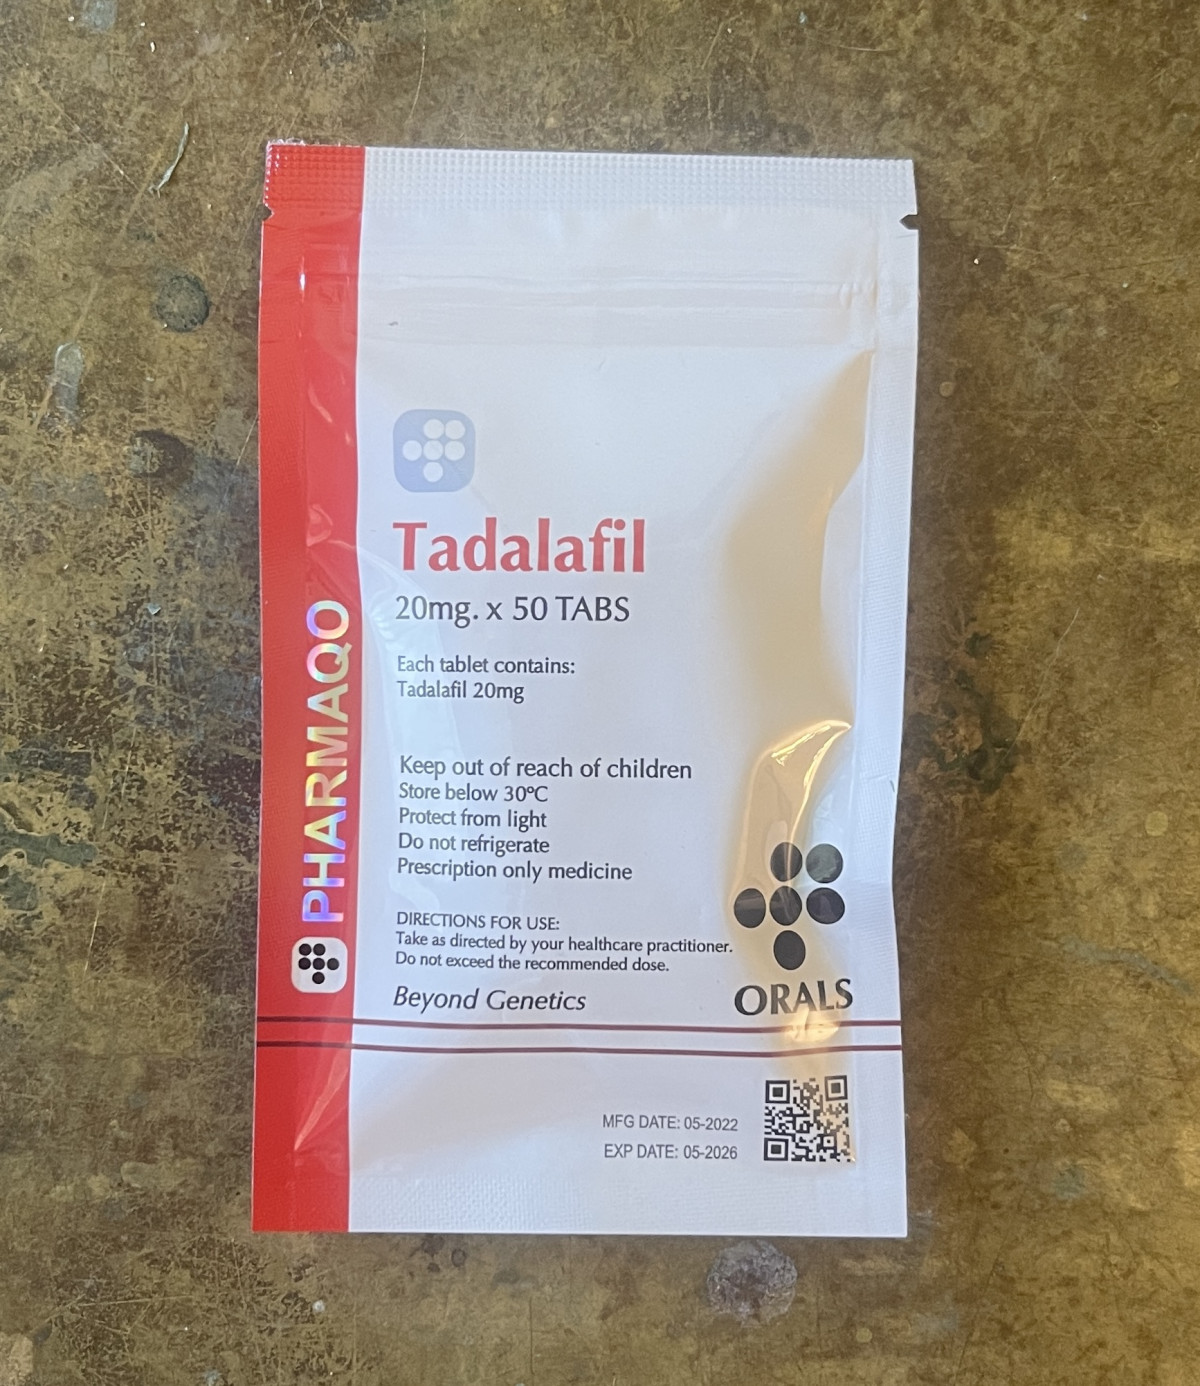 Tadalafil
20mg. x 50 TABS
Each tablet contains:
Tadalafil 20mg
Keep out of reach of children
Store below 30ºC
Protect from light
Do not refrigerate
Prescription only medicine
DIRECTIONS FOR USE:
Take as directed by your healthcare practitioner.
Do not exceed the recommended dose.
Beyond Genetics
ORALS
MFG DATE: 05-2022
EXP DATE: 05-2026
PHARMAQO